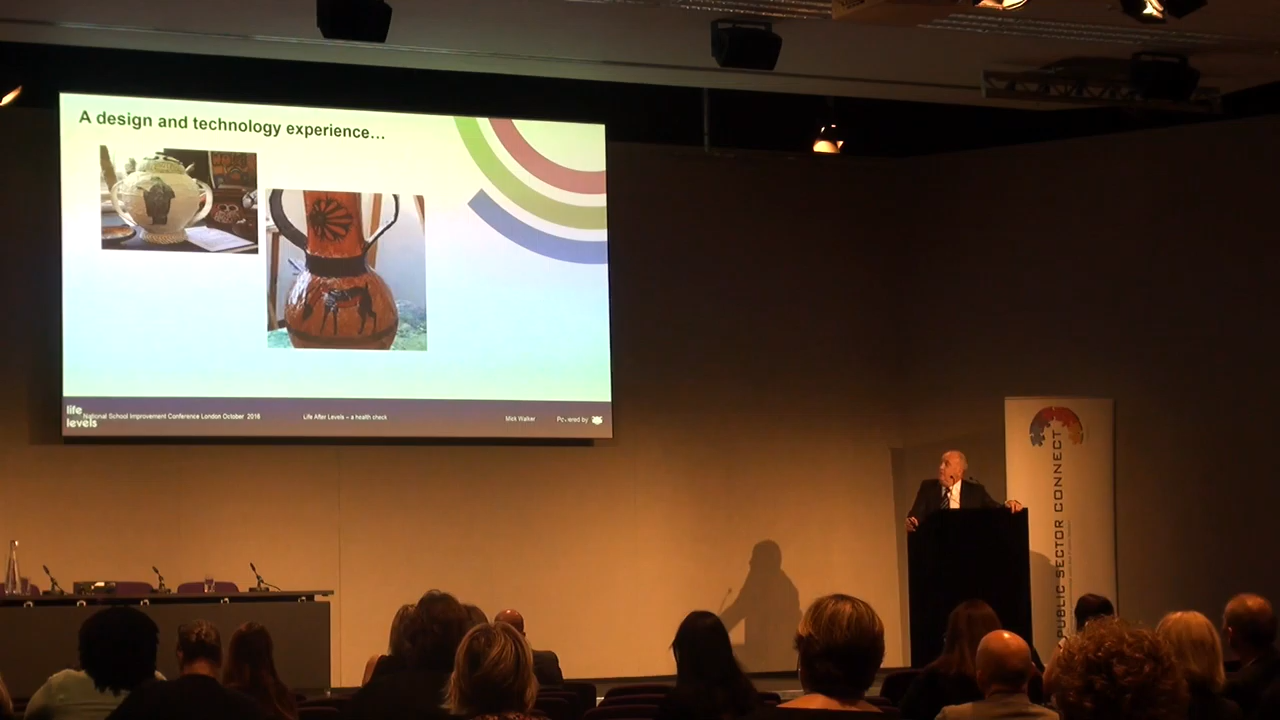 A design and technology experience...
life
levels
National School Improvement Conference London October 2016
Life After Levels – a health check
Mick Walker
Powered by
PUBLIC SECTOR CONNECT